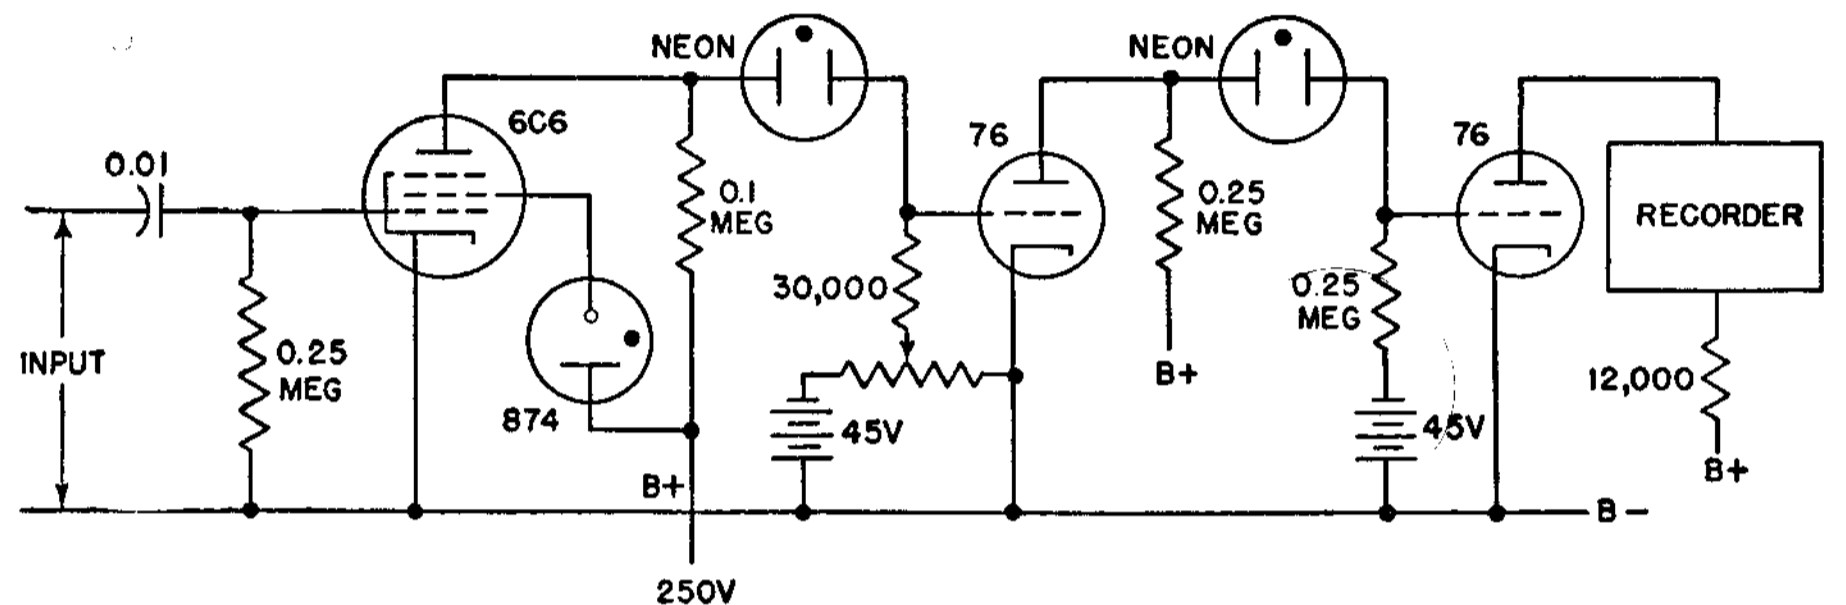 NEON
NEON
6C6
76
76
0.01
0.1
MEG
0.25
MEG
RECORDER
30,000
0.25
MEG
INPUT
0.25
MEG
B+
12,000
874
45V
45V
B+
B+
B-
250V